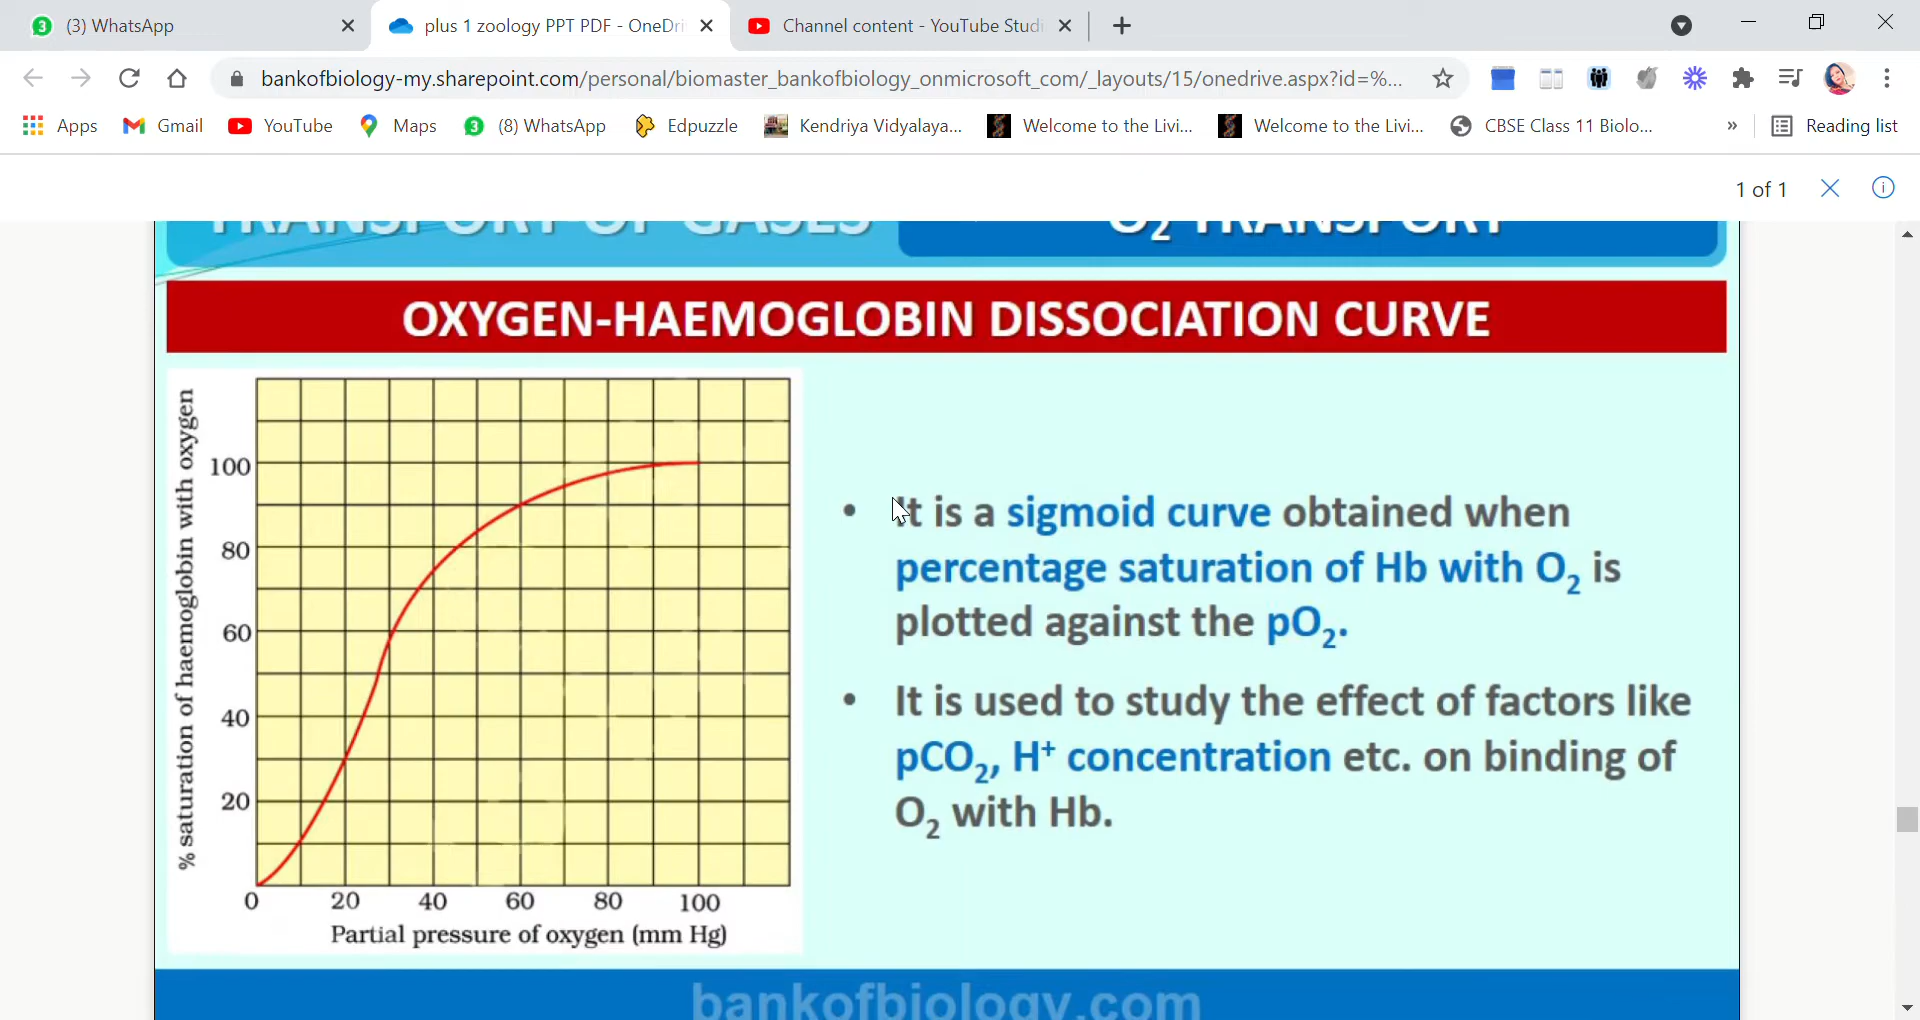 (3) WhatsApp
plus 1 zoology PPT PDF - OneDri
Channel content - YouTube Studi
bankofbiology-my.sharepoint.com/personal/biomaster_bankofbiology_onmicrosoft_com/_layouts/15/onedrive.aspx?id=%...
Apps Gmail YouTube Maps (8) WhatsApp Edpuzzle Kendriya Vidyalaya... Welcome to the Livi... Welcome to the Livi... CBSE Class 11 Biolo... » Reading list
1 of 1
TRANSPORT OF GASES
O₂ TRANSPORT
OXYGEN-HAEMOGLOBIN DISSOCIATION CURVE
% saturation of haemoglobin with oxygen
100
80
60
40
20
0 20 40 60 80 100
Partial pressure of oxygen (mm Hg)
• It is a sigmoid curve obtained when
percentage saturation of Hb with O₂ is
plotted against the pO₂.
• It is used to study the effect of factors like
pCO₂, H⁺ concentration etc. on binding of
O₂ with Hb.
bankofbiology.com